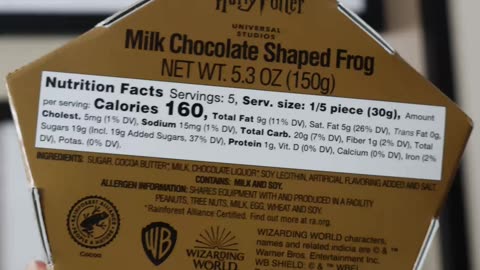 Harry Potter
UNIVERSAL
STUDIOS
Milk Chocolate Shaped Frog
NET WT. 5.3 OZ (150g)
Nutrition Facts Servings: 5, Serv. size: 1/5 piece (30g), Amount
per serving: Calories 160, Total Fat 9g (11% DV), Sat. Fat 5g (26% DV), Trans Fat 0g,
Cholest. 5mg (1% DV), Sodium 15mg (1% DV), Total Carb. 20g (7% DV), Fiber 1g (2% DV), Total
Sugars 19g (Incl. 19g Added Sugars, 37% DV), Protein 1g, Vit. D (0% DV), Calcium (0% DV), Iron (2%
DV), Potas. (0% DV).
INGREDIENTS: SUGAR, COCOA BUTTER*, MILK, CHOCOLATE LIQUOR*, SOY LECITHIN, ARTIFICIAL FLAVORING ADDED AND SALT.
CONTAINS: MILK AND SOY.
ALLERGEN INFORMATION: SHARES EQUIPMENT WITH AND PRODUCED IN A FACILITY
PEANUTS, TREE NUTS, MILK, EGG, WHEAT AND SOY.
*Rainforest Alliance Certified. Find out more at ra.org.
RAINFOREST ALLIANCE
Cocoa
WB
WIZARDING
WORLD
WIZARDING WORLD characters,
names and related indicia are © & ™
Warner Bros. Entertainment Inc.
WB SHIELD: © & ™